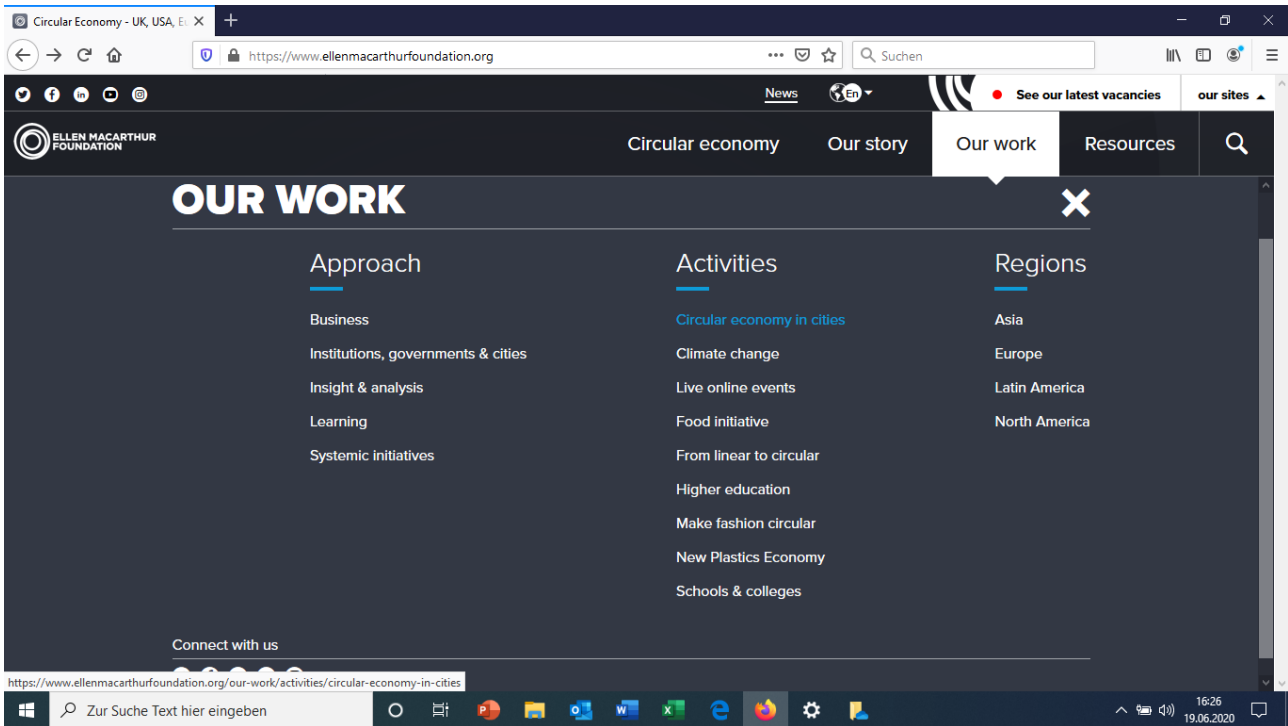 Circular Economy - UK, USA, Eu
https://www.ellenmacarthurfoundation.org
Suchen
News
En
See our latest vacancies
our sites
ELLEN MACARTHUR
FOUNDATION
Circular economy
Our story
Our work
Resources
OUR WORK
Approach
Business
Institutions, governments & cities
Insight & analysis
Learning
Systemic initiatives
Activities
Circular economy in cities
Climate change
Live online events
Food initiative
From linear to circular
Higher education
Make fashion circular
New Plastics Economy
Schools & colleges
Regions
Asia
Europe
Latin America
North America
Connect with us
https://www.ellenmacarthurfoundation.org/our-work/activities/circular-economy-in-cities
Zur Suche Text hier eingeben
16:26
19.06.2020